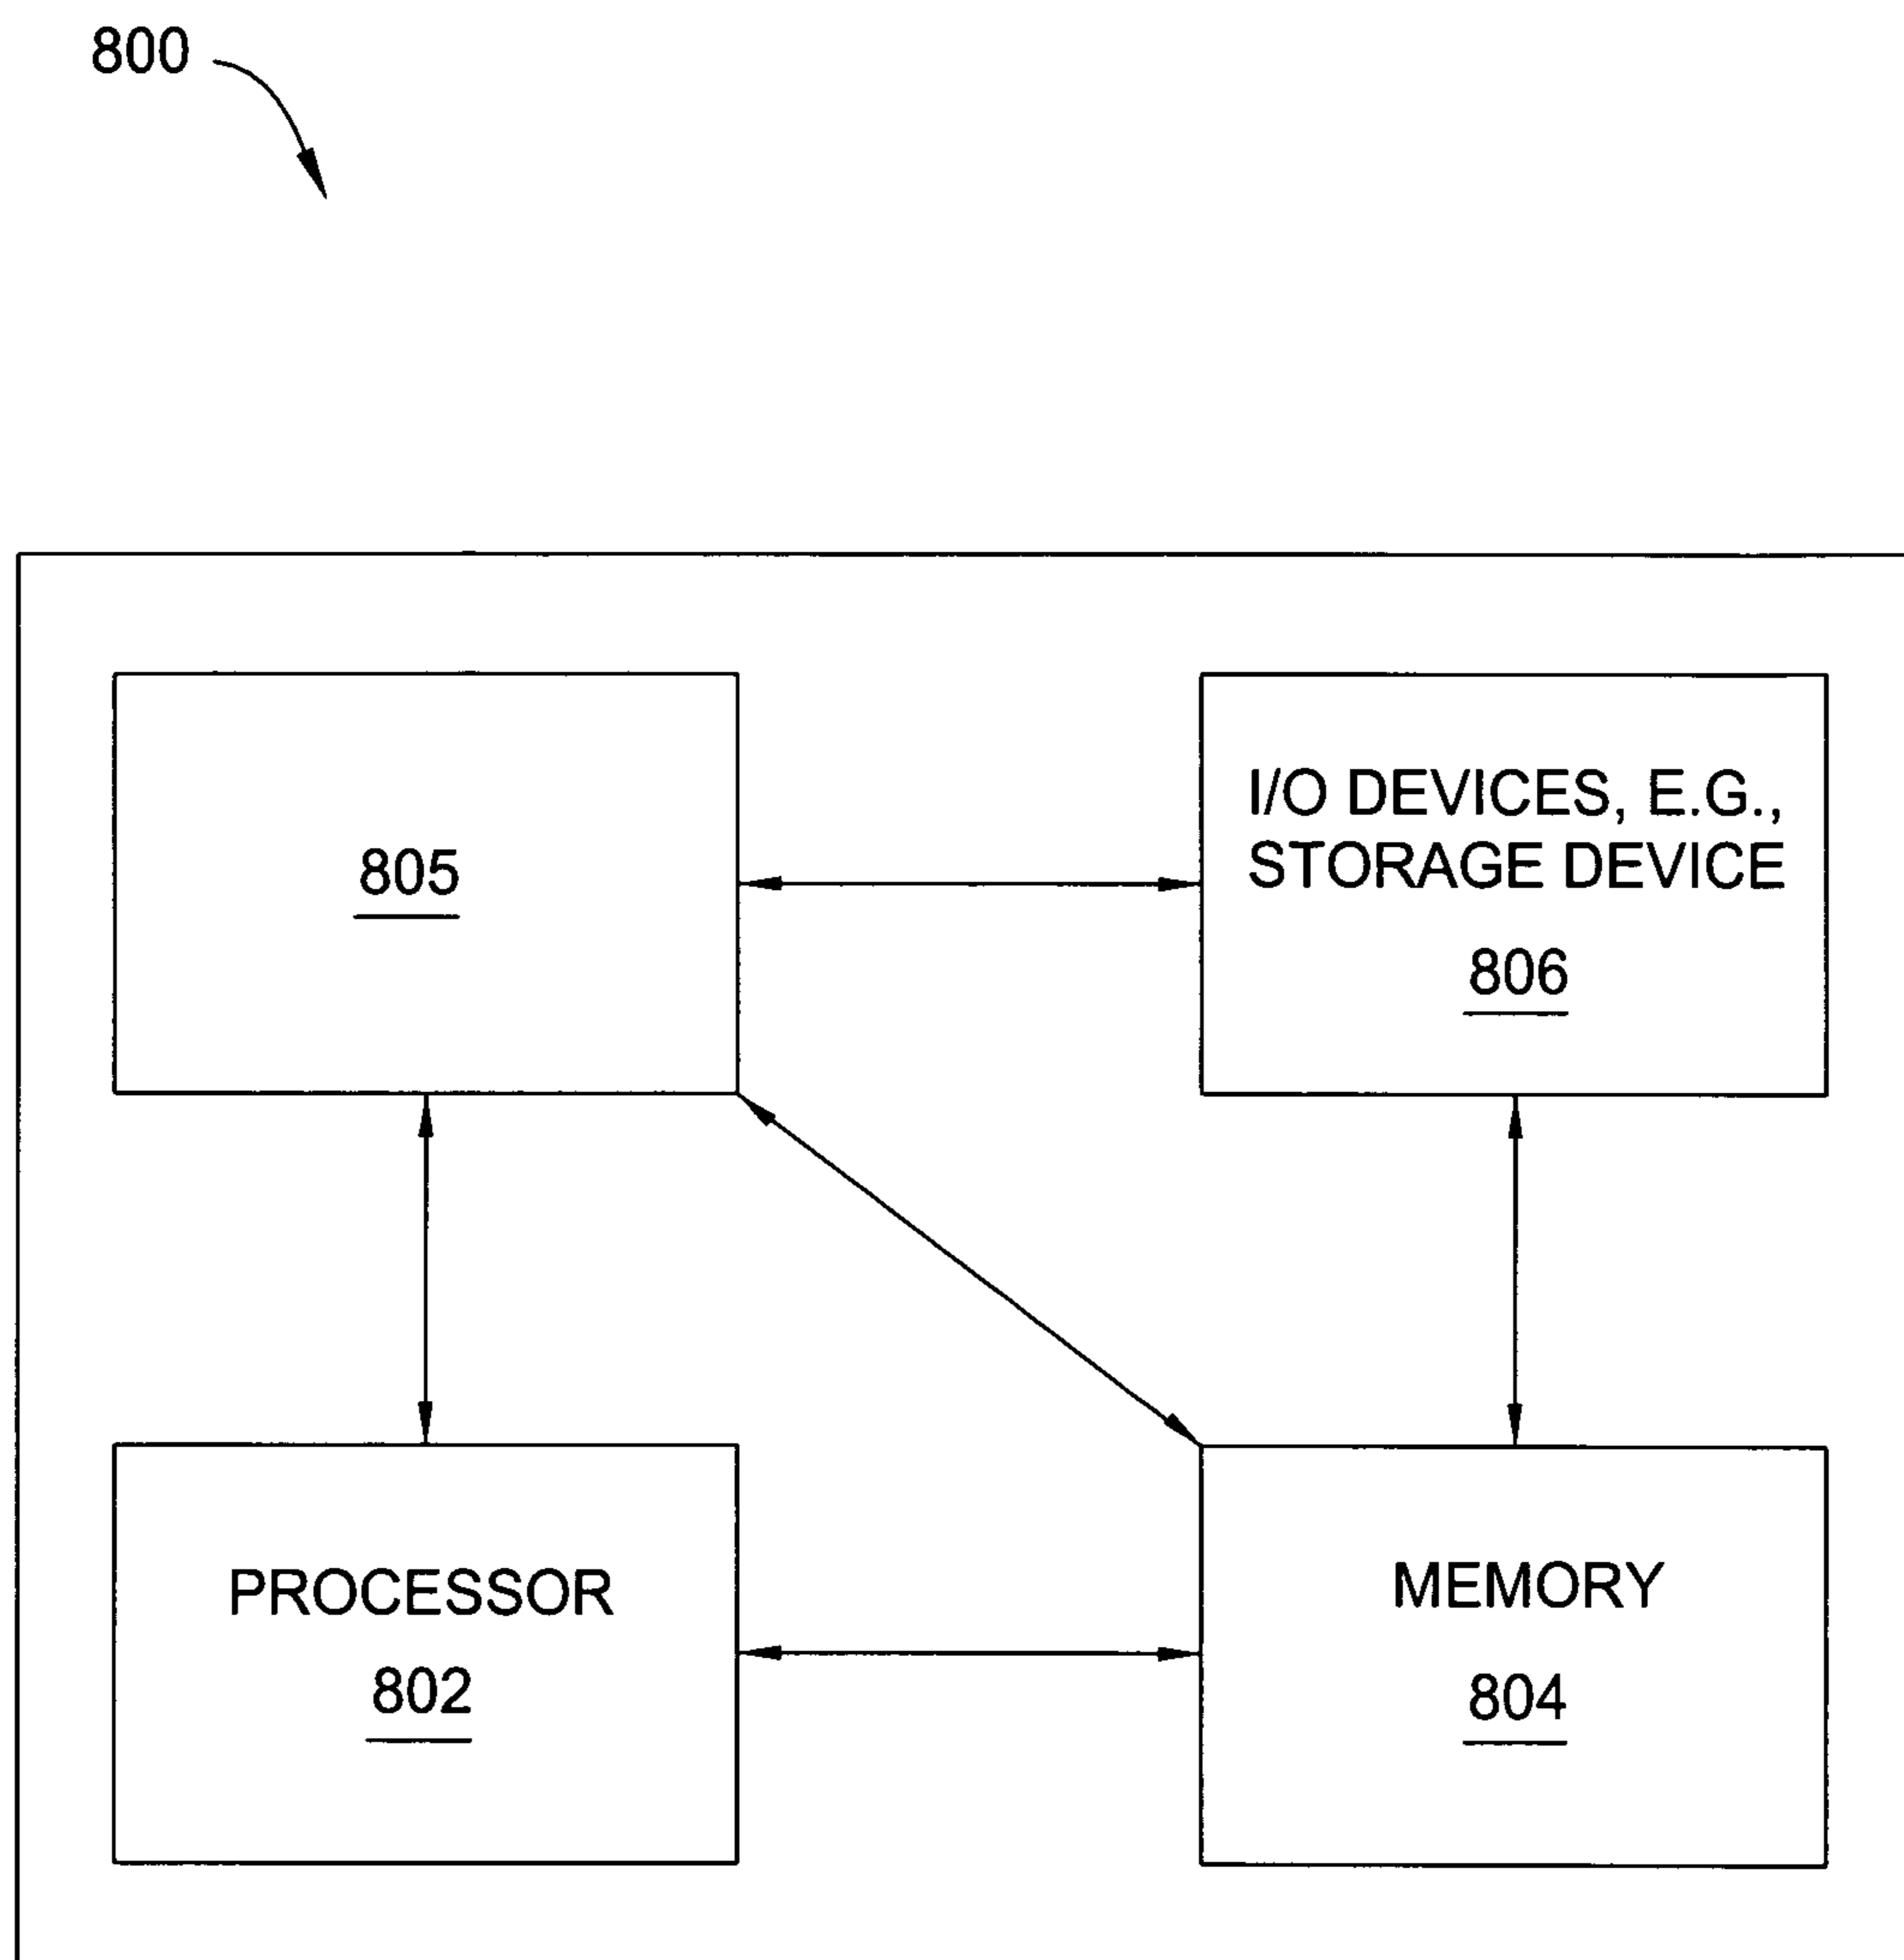 800
805
I/O DEVICES, E.G.,
STORAGE DEVICE
806
PROCESSOR
802
MEMORY
804